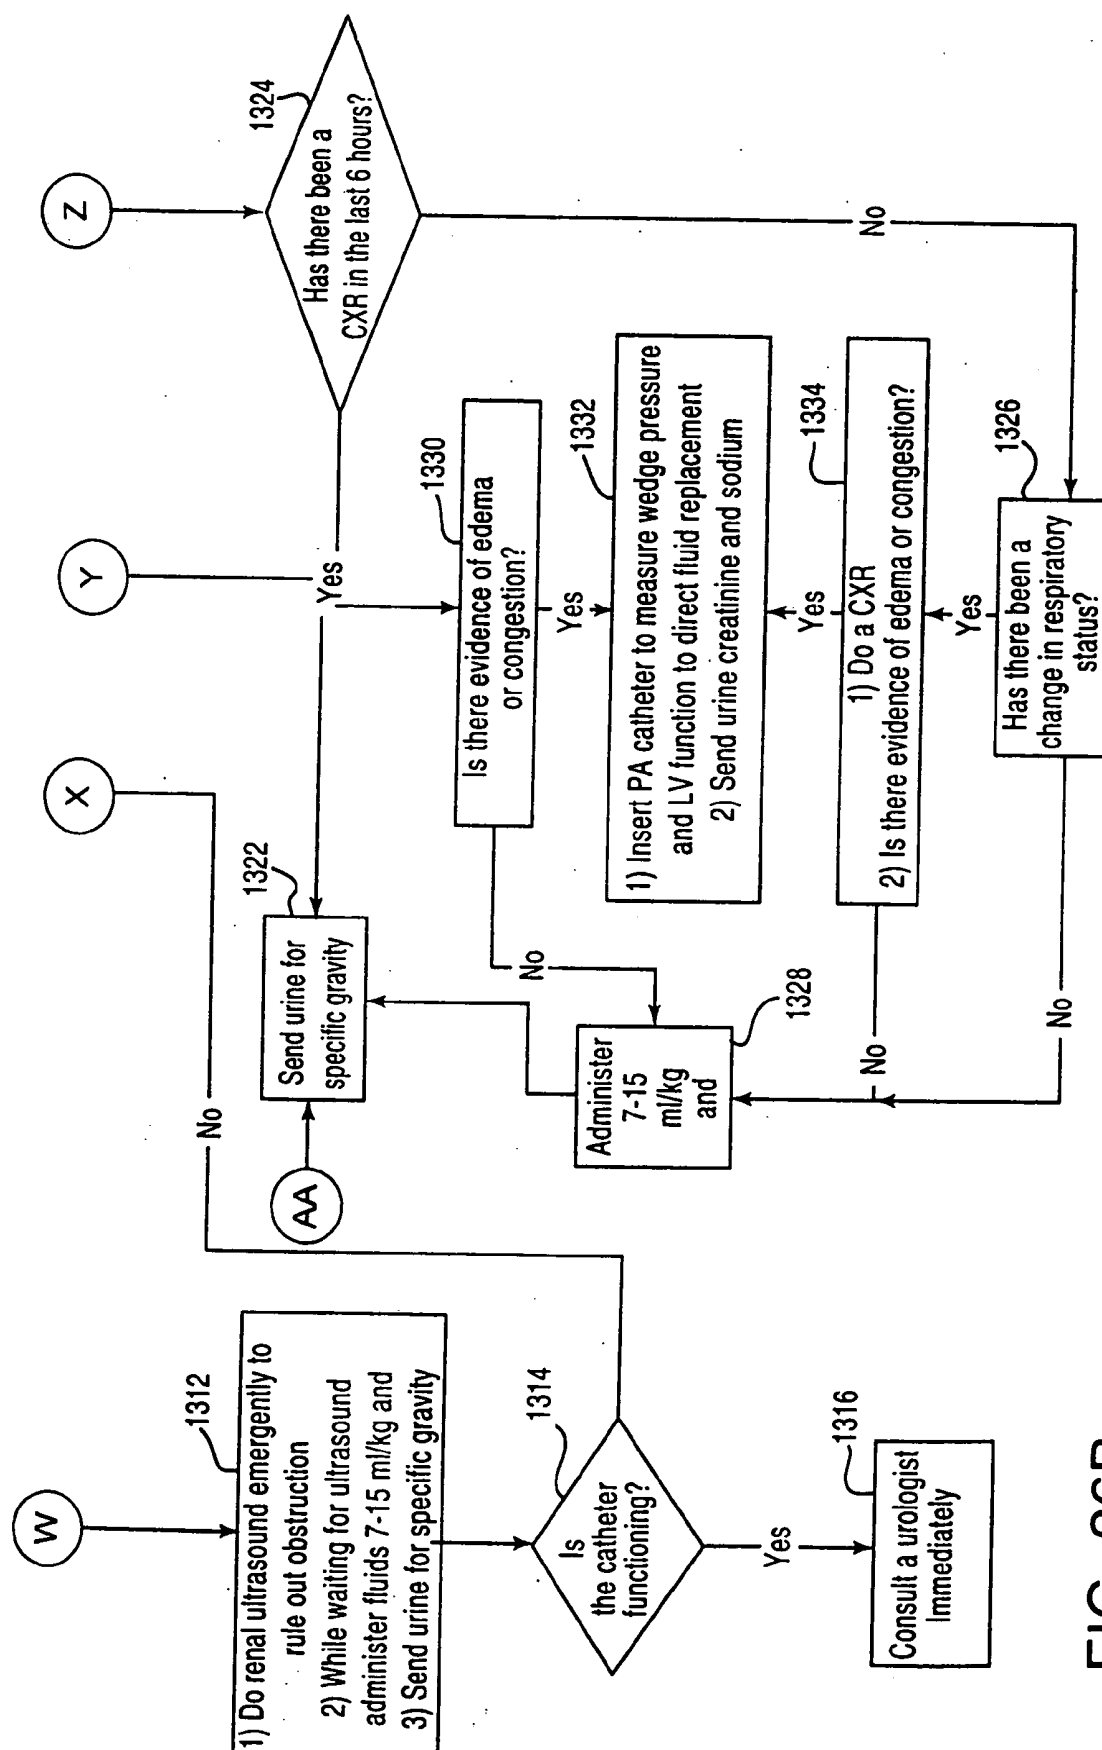 W
X
Y
Z
1312
1) Do renal ultrasound emergently to
rule out obstruction
2) While waiting for ultrasound
administer fluids 7-15 ml/kg and
3) Send urine for specific gravity
1314
Is
the catheter
functioning?
No
Yes
1316
Consult a urologist
Immediately
AA
1322
Send urine for
specific gravity
1324
Has there been a
CXR in the last 6 hours?
Yes
No
1330
Is there evidence of edema
or congestion?
Yes
No
1332
1) Insert PA catheter to measure wedge pressure
and LV function to direct fluid replacement
2) Send urine creatinine and sodium
1328
Administer
7-15
ml/kg
and
Yes
1334
1) Do a CXR
2) Is there evidence of edema or congestion?
No
Yes
1326
Has there been a
change in respiratory
status?
No